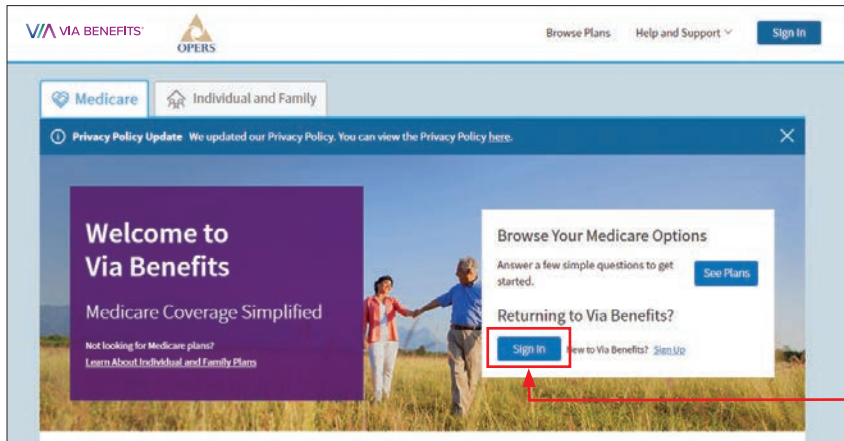 VIA BENEFITS
OPERS
Browse Plans
Help and Support
Sign In
Medicare
Individual and Family
Privacy Policy Update We updated our Privacy Policy. You can view the Privacy Policy here.
Welcome to
Via Benefits
Medicare Coverage Simplified
Not looking for Medicare plans?
Learn About Individual and Family Plans
Browse Your Medicare Options
Answer a few simple questions to get
started.
See Plans
Returning to Via Benefits?
Sign In
New to Via Benefits? Sign Up